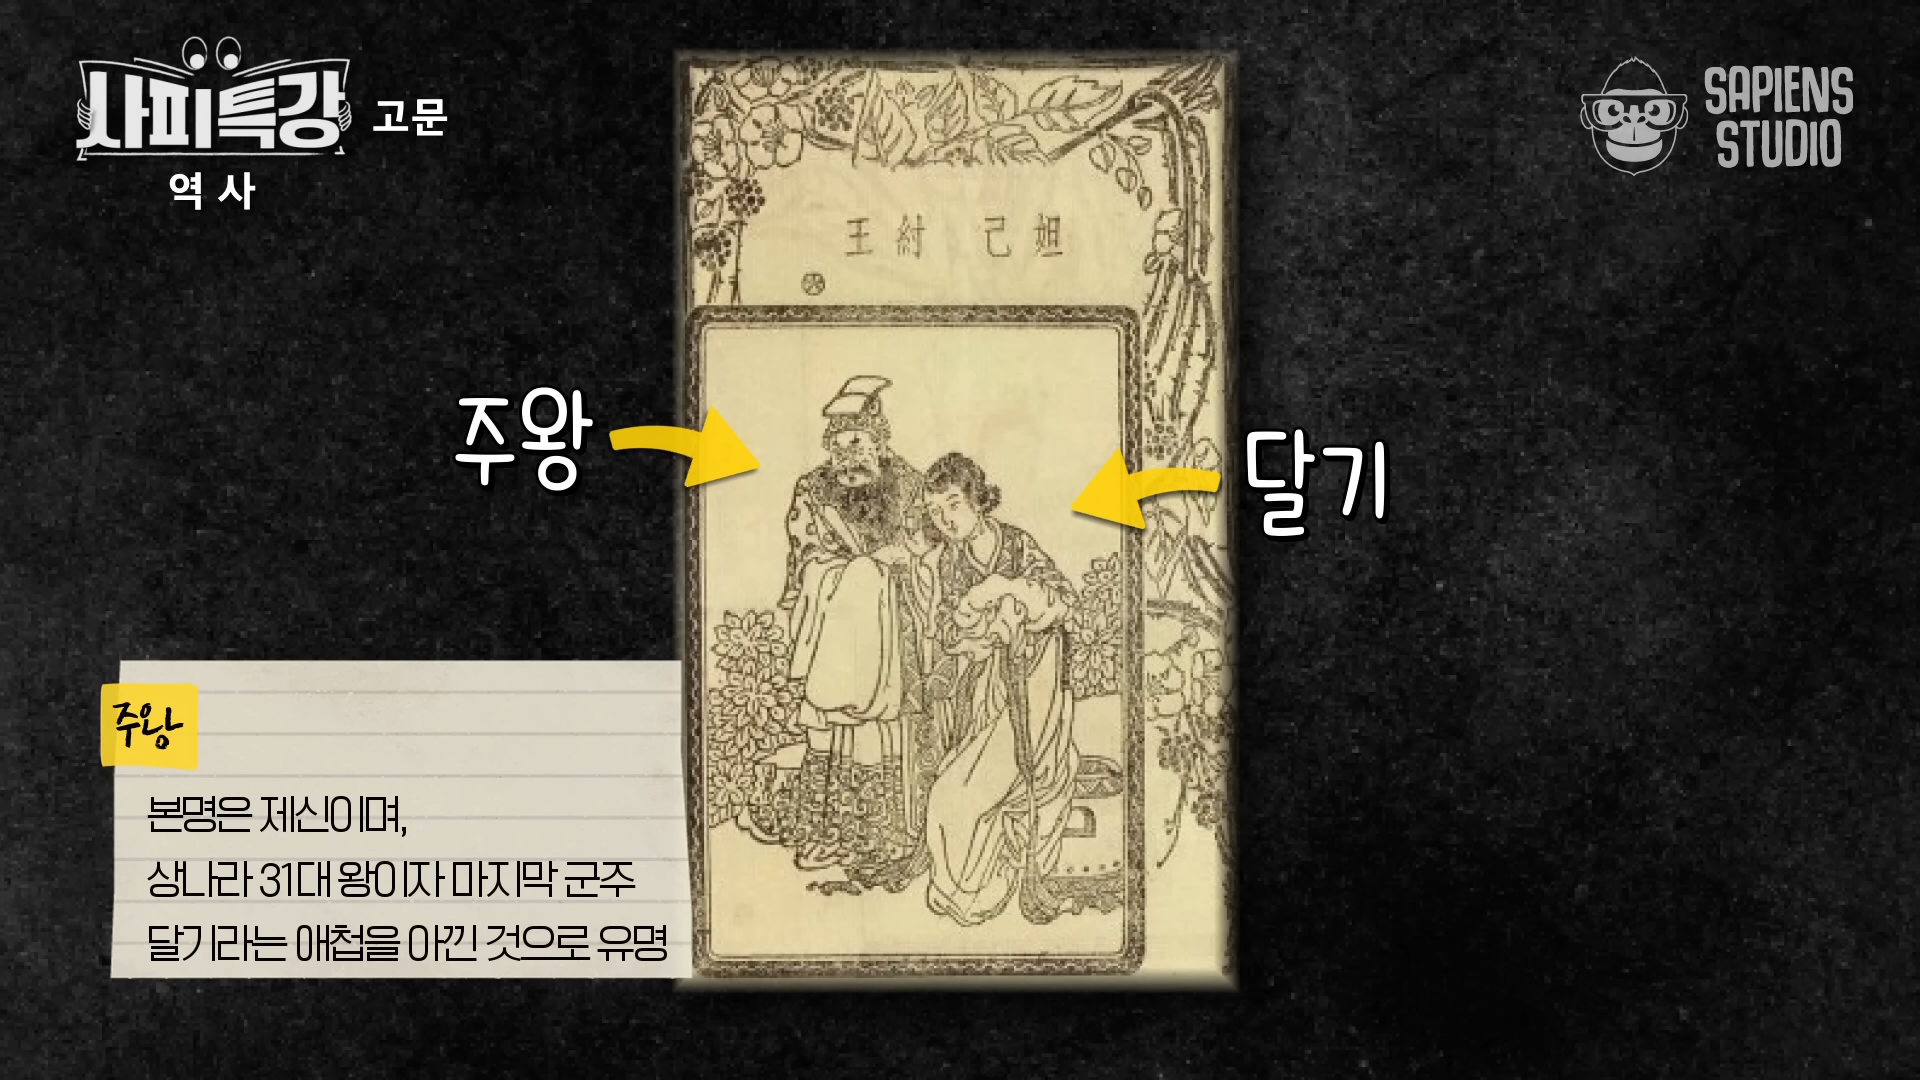 사피특강 고문
역사
SAPIENS
STUDIO
王紂 己妲
주왕
달기
주왕
본명은 제신이며,
상나라 31대 왕이자 마지막 군주
달기라는 애첩을 아낀 것으로 유명